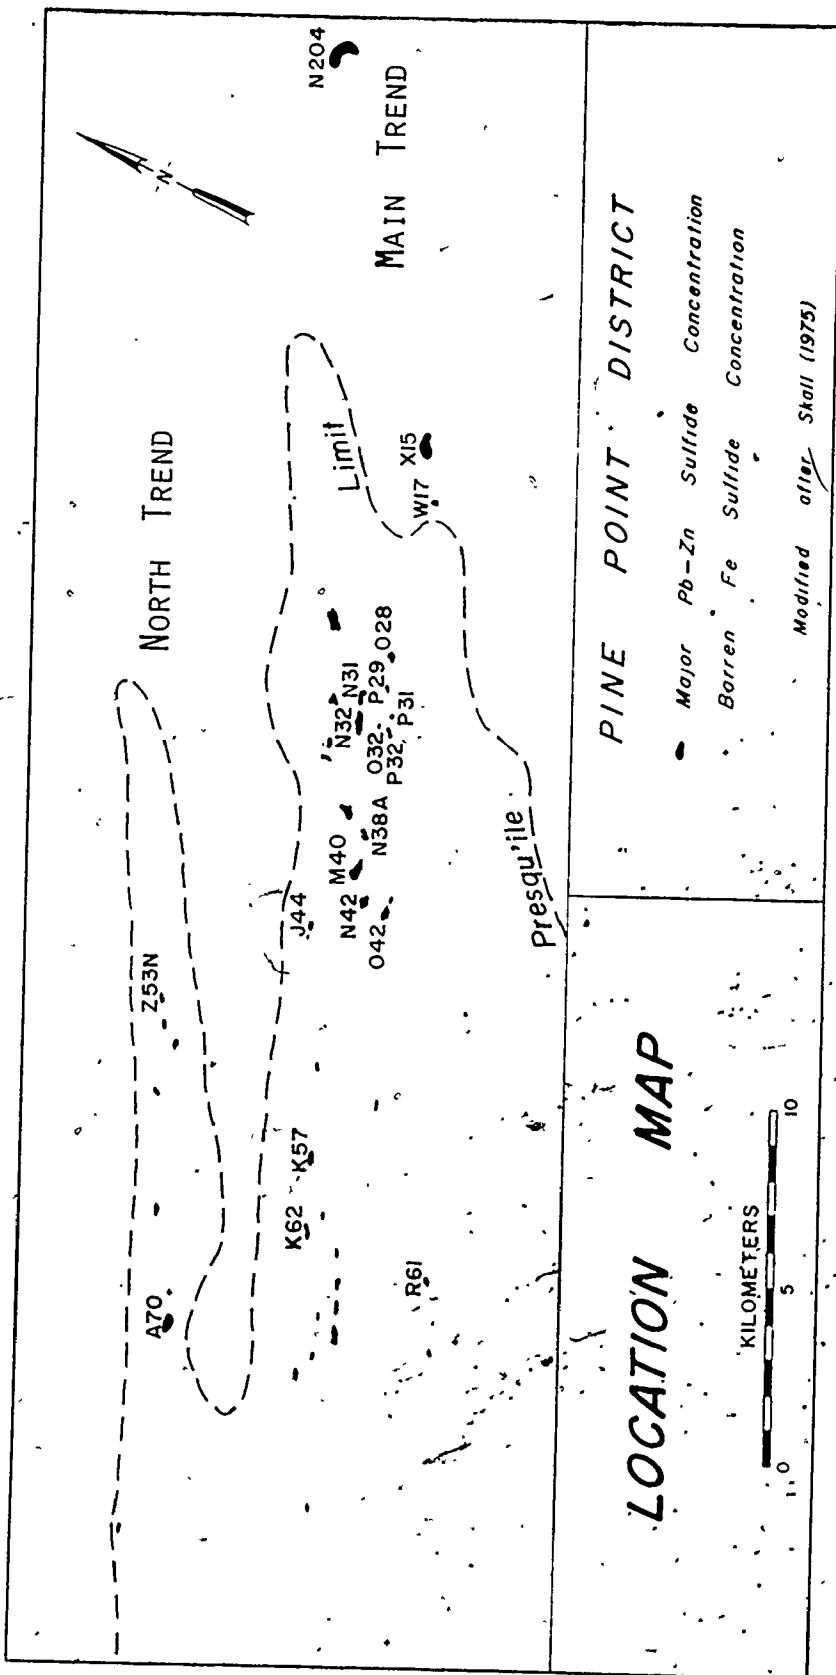 NORTH TREND
MAIN TREND
N
N204
A70
Z53N
K62
K57
J44
N42
M40
O42
N38A
N32
N31
O32
P29
O28
P32
P31
W17
X15
R61
Presqu'ile
Limit
LOCATION MAP
KILOMETERS
0
5
10
PINE POINT DISTRICT
Major Pb-Zn Sulfide Concentration
Barren Fe Sulfide Concentration
Modified after Skall (1975)